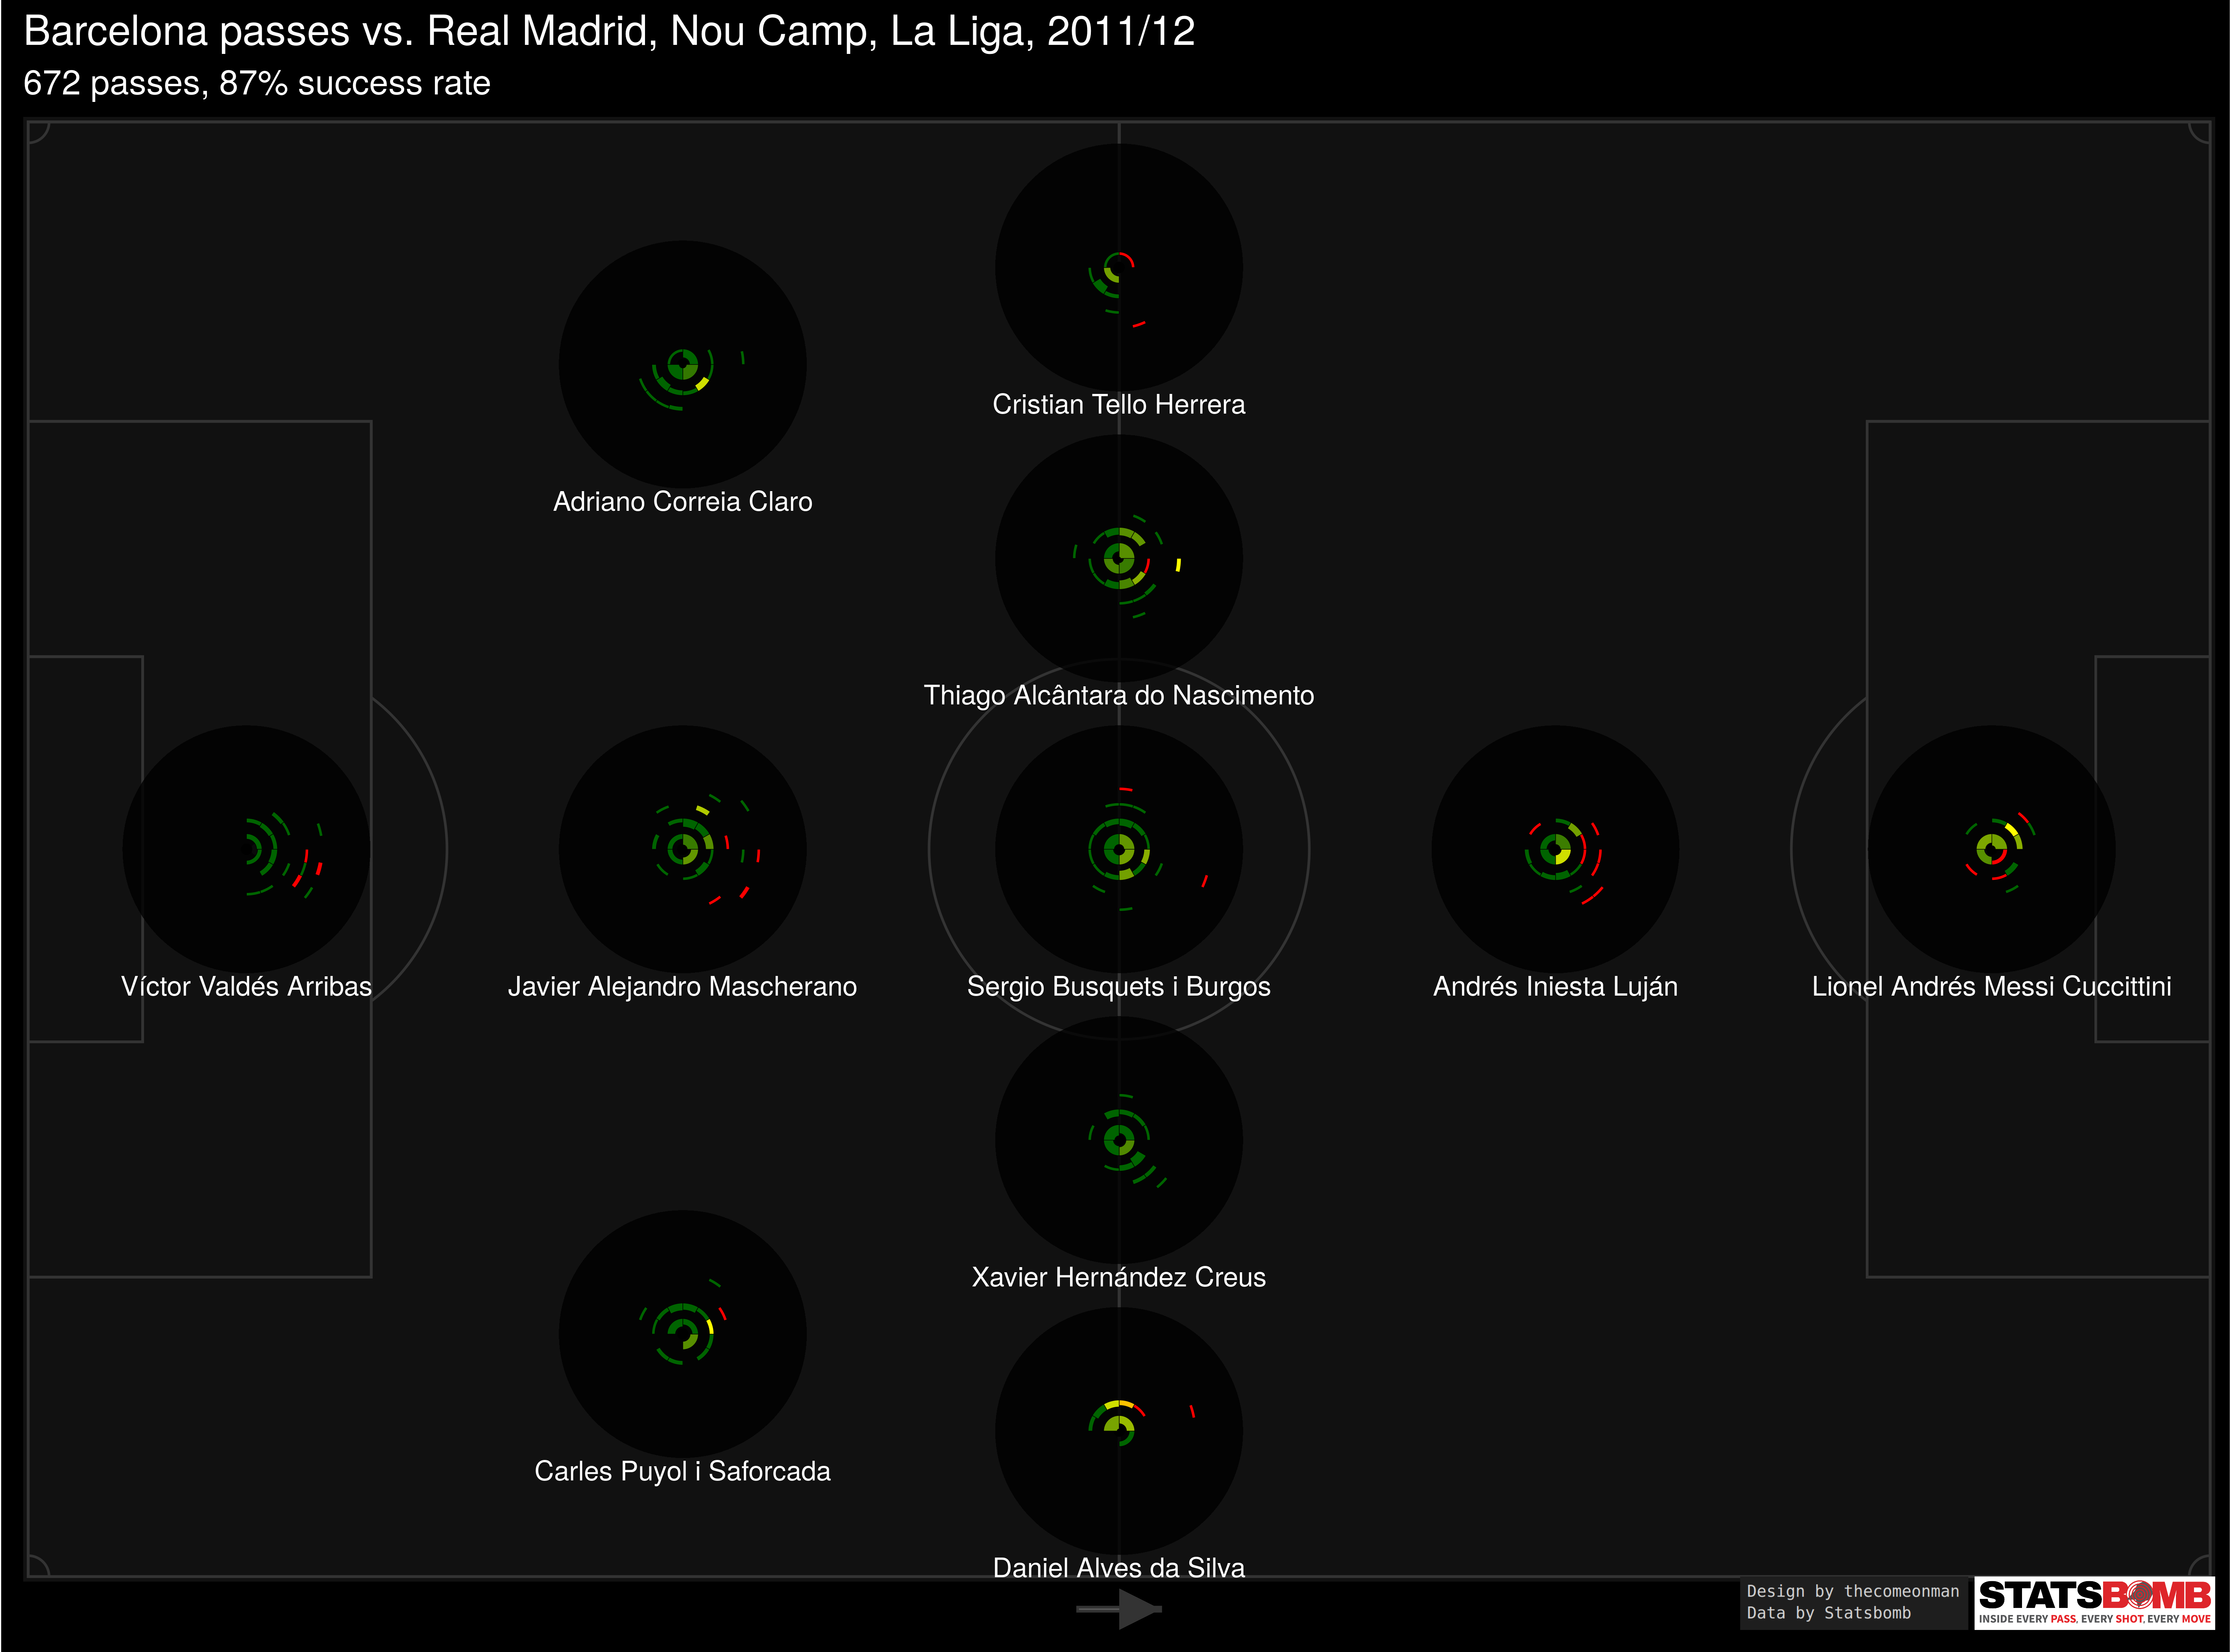 Barcelona passes vs. Real Madrid, Nou Camp, La Liga, 2011/12
672 passes, 87% success rate
Cristian Tello Herrera
Adriano Correia Claro
Thiago Alcântara do Nascimento
Víctor Valdés Arribas
Javier Alejandro Mascherano
Sergio Busquets i Burgos
Andrés Iniesta Luján
Lionel Andrés Messi Cuccittini
Xavier Hernández Creus
Carles Puyol i Saforcada
Daniel Alves da Silva
Design by thecomeonman
Data by Statsbomb
STATSBOMB
INSIDE EVERY PASS, EVERY SHOT, EVERY MOVE